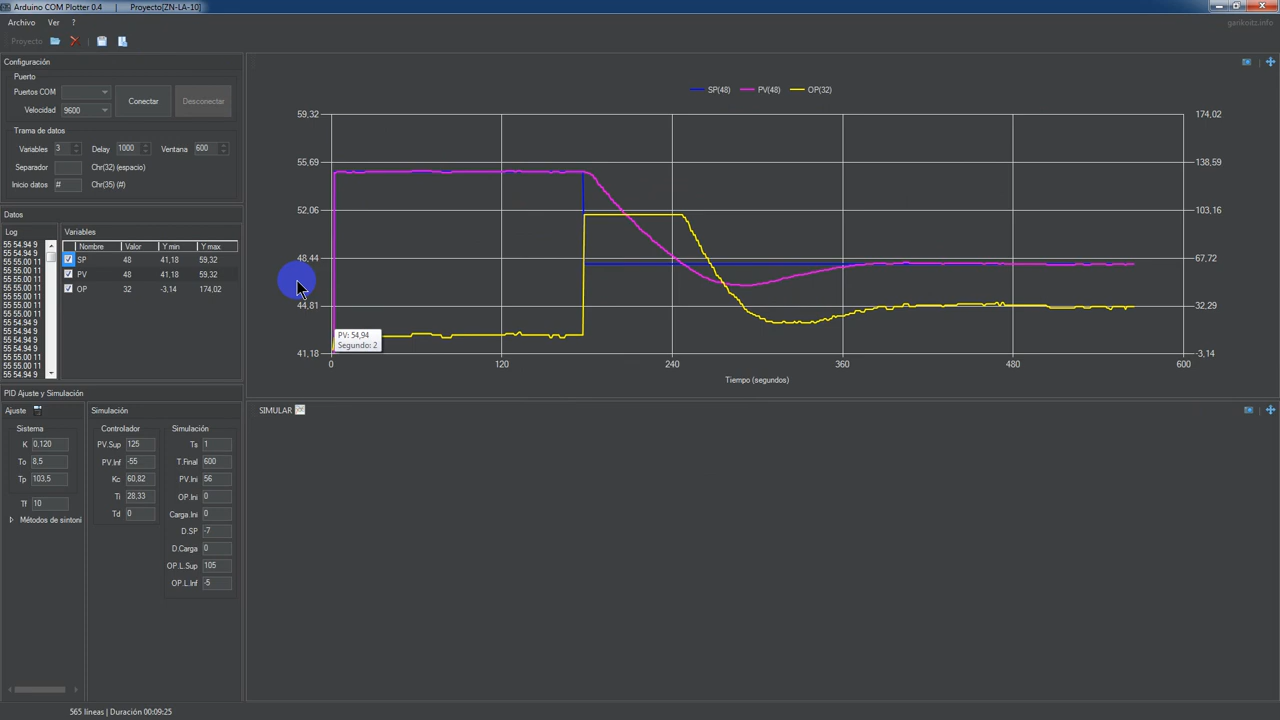 Arduino COM Plotter 0.4 | Proyecto[ZN-LA-10]
Archivo Ver ?
garikoitz.info
Proyecto
Configuración
Puerto
Puertos COM
Conectar
Desconectar
Velocidad 9600
Trama de datos
Variables 3 Delay 1000 Ventana 600
Separador Chr(32) (espacio)
Inicio datos # Chr(35) (#)
Datos
Log
55 54.94 9
55 54.94 9
55 55.00 11
55 55.00 11
55 55.00 11
55 55.00 11
55 55.00 11
55 55.00 11
55 54.94 9
55 54.94 9
55 54.94 9
55 54.94 9
55 54.94 9
55 55.00 11
55 55.00 11
55 54.94 9
Variables
Nombre Valor Y min Y max
SP 48 41,18 59,32
PV 48 41,18 59,32
OP 32 -3,14 174,02
SP(48) PV(48) OP(32)
59,32 174,02
55,69 138,59
52,06 103,16
48,44 67,72
44,81 32,29
41,18 -3,14
PV: 54,94
Segundo: 2
0 120 240 360 480 600
Tiempo (segundos)
PID Ajuste y Simulación
Ajuste
Sistema
K 0,120
To 8,5
Tp 103,5
Tf 10
Métodos de sintoni
Simulación
Controlador
PV.Sup 125
PV.Inf -55
Kc 60,82
Ti 28,33
Td 0
Simulación
Ts 1
T.Final 600
PV.Ini 56
OP.Ini 0
Carga.Ini 0
D.SP -7
D.Carga 0
OP.L.Sup 105
OP.L.Inf -5
SIMULAR
565 líneas | Duración 00:09:25